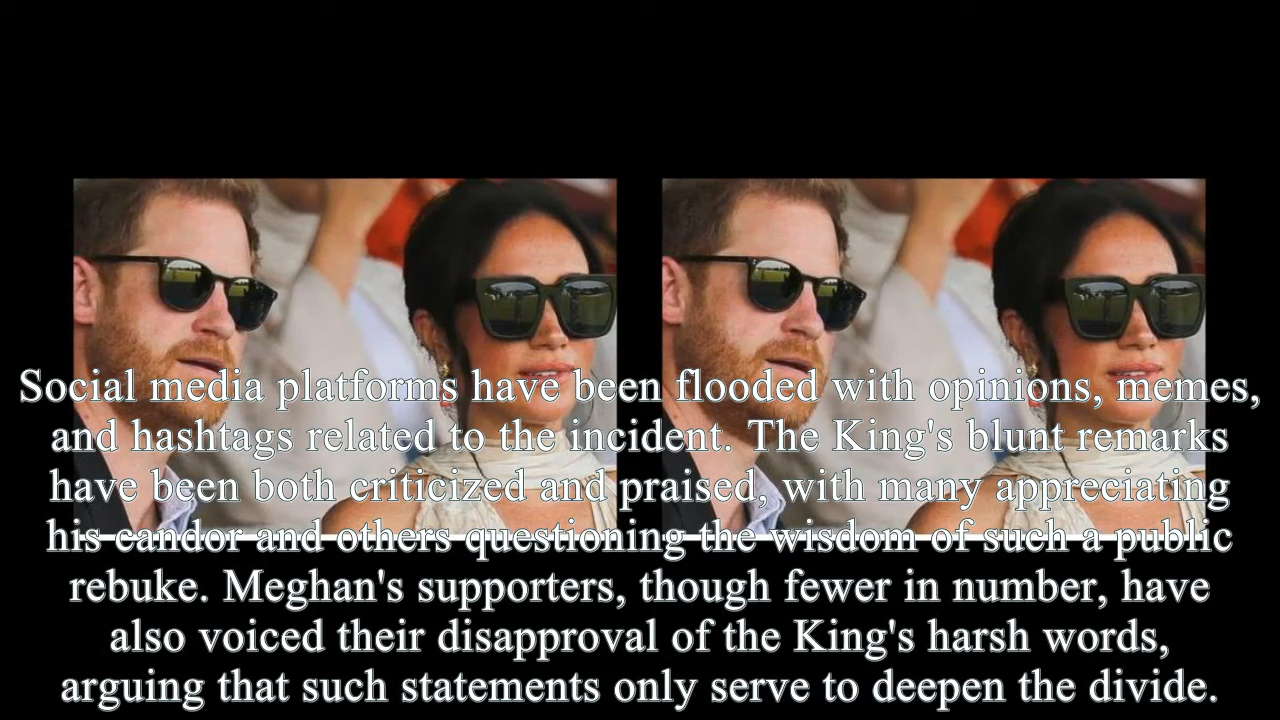 Social media platforms have been flooded with opinions, memes,
and hashtags related to the incident. The King's blunt remarks
have been both criticized and praised, with many appreciating
his candor and others questioning the wisdom of such a public
rebuke. Meghan's supporters, though fewer in number, have
also voiced their disapproval of the King's harsh words,
arguing that such statements only serve to deepen the divide.